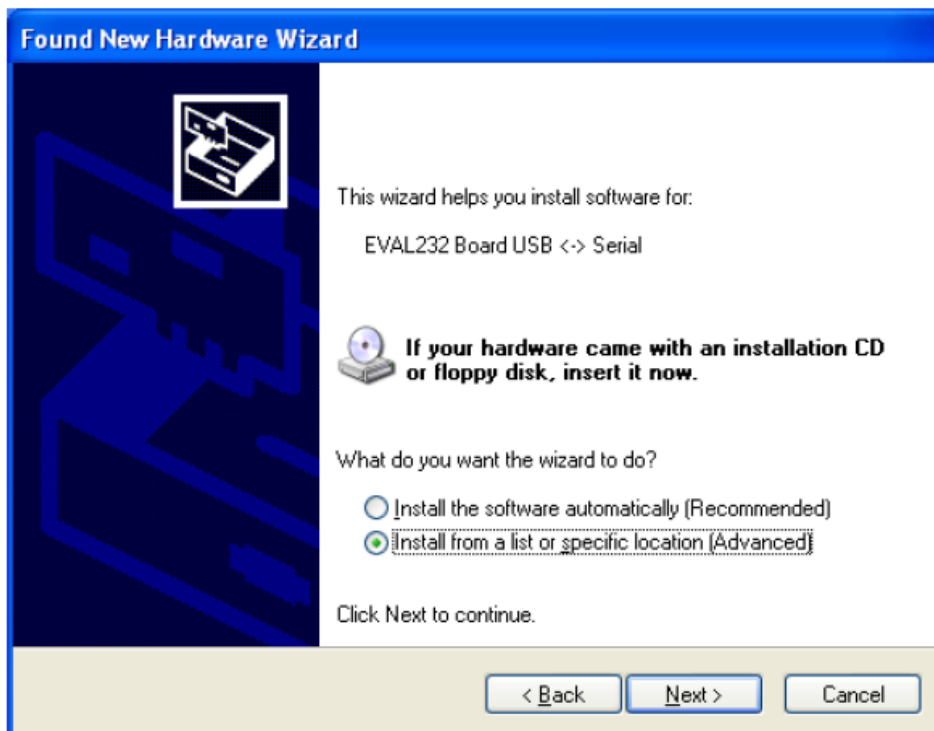 Found New Hardware Wizard
This wizard helps you install software for:
EVAL232 Board USB <-> Serial
If your hardware came with an installation CD
or floppy disk, insert it now.
What do you want the wizard to do?
Install the software automatically (Recommended)
Install from a list or specific location (Advanced)
Click Next to continue.
< Back
Next >
Cancel